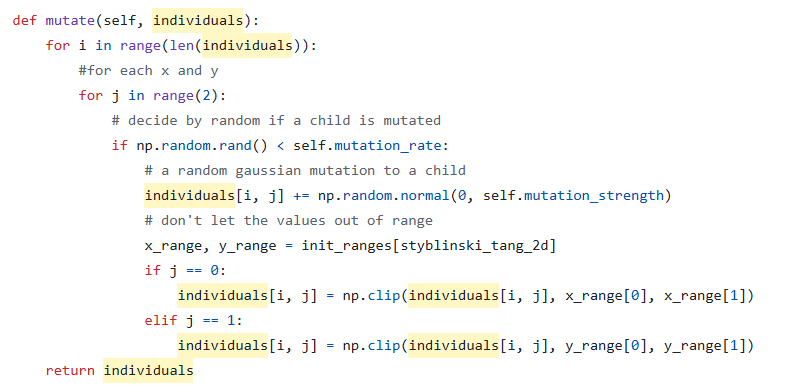 def mutate(self, individuals):
    for i in range(len(individuals)):
        #for each x and y
        for j in range(2):
            # decide by random if a child is mutated
            if np.random.rand() < self.mutation_rate:
                # a random gaussian mutation to a child
                individuals[i, j] += np.random.normal(0, self.mutation_strength)
                # don't let the values out of range
                x_range, y_range = init_ranges[styblinski_tang_2d]
                if j == 0:
                    individuals[i, j] = np.clip(individuals[i, j], x_range[0], x_range[1])
                elif j == 1:
                    individuals[i, j] = np.clip(individuals[i, j], y_range[0], y_range[1])
    return individuals